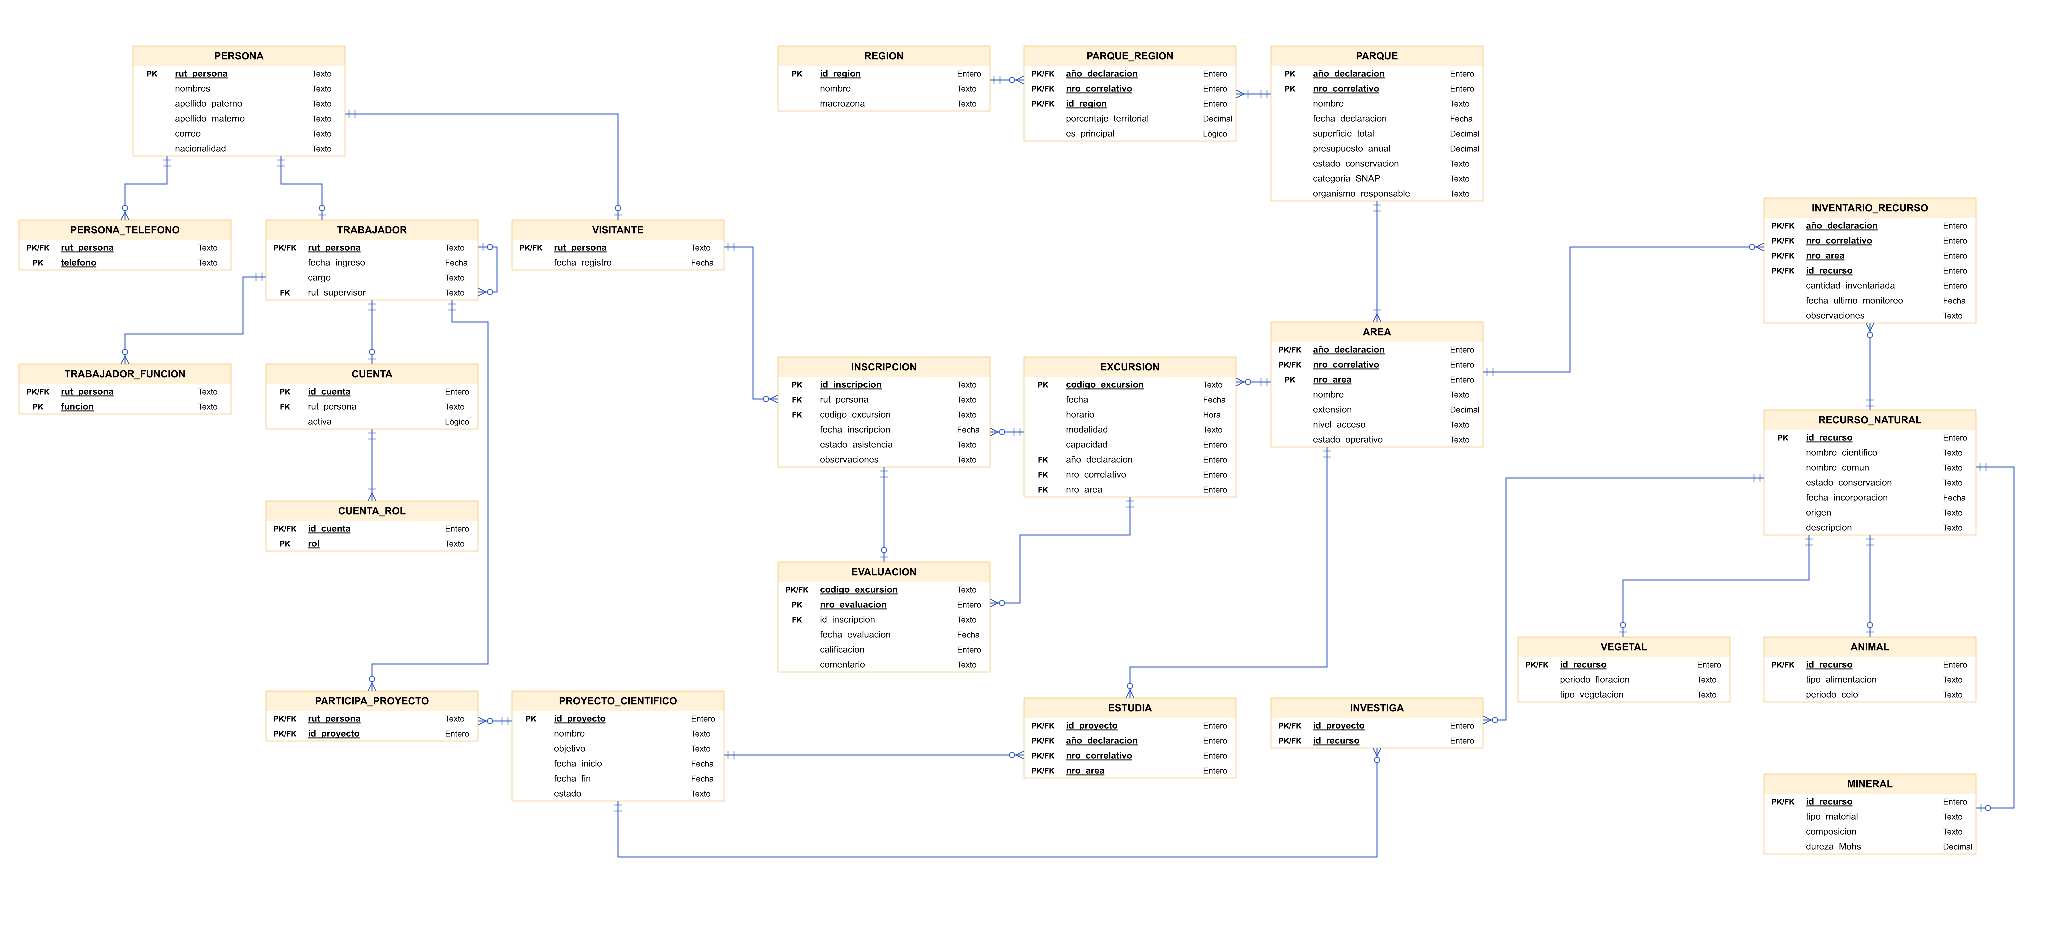 PERSONA
PK rut_persona Texto
nombres Texto
apellido_paterno Texto
apellido_materno Texto
correo Texto
nacionalidad Texto
REGION
PK id_region Entero
nombre Texto
macrozona Texto
PARQUE_REGION
PK/FK año_declaracion Entero
PK/FK nro_correlativo Entero
PK/FK id_region Entero
porcentaje_territorial Decimal
es_principal Lógico
PARQUE
PK año_declaracion Entero
PK nro_correlativo Entero
nombre Texto
fecha_declaracion Fecha
superficie_total Decimal
presupuesto_anual Decimal
estado_conservacion Texto
categoria_SNAP Texto
organismo_responsable Texto
INVENTARIO_RECURSO
PK/FK año_declaracion Entero
PK/FK nro_correlativo Entero
PK/FK nro_area Entero
PK/FK id_recurso Entero
cantidad_inventariada Entero
fecha_ultimo_monitoreo Fecha
observaciones Texto
PERSONA_TELEFONO
PK/FK rut_persona Texto
PK telefono Texto
TRABAJADOR
PK/FK rut_persona Texto
fecha_ingreso Fecha
cargo Texto
FK rut_supervisor Texto
VISITANTE
PK/FK rut_persona Texto
fecha_registro Fecha
AREA
PK/FK año_declaracion Entero
PK/FK nro_correlativo Entero
PK nro_area Entero
nombre Texto
extension Decimal
nivel_acceso Texto
estado_operativo Texto
TRABAJADOR_FUNCION
PK/FK rut_persona Texto
PK funcion Texto
CUENTA
PK id_cuenta Entero
FK rut_persona Texto
activa Lógico
INSCRIPCION
PK id_inscripcion Texto
FK rut_persona Texto
FK codigo_excursion Texto
fecha_inscripcion Fecha
estado_asistencia Texto
observaciones Texto
EXCURSION
PK codigo_excursion Texto
fecha Fecha
horario Hora
modalidad Texto
capacidad Entero
FK año_declaracion Entero
FK nro_correlativo Entero
FK nro_area Entero
RECURSO_NATURAL
PK id_recurso Entero
nombre_cientifico Texto
nombre_comun Texto
estado_conservacion Texto
fecha_incorporacion Fecha
origen Texto
descripcion Texto
CUENTA_ROL
PK/FK id_cuenta Entero
PK rol Texto
EVALUACION
PK/FK codigo_excursion Texto
PK nro_evaluacion Entero
FK id_inscripcion Texto
fecha_evaluacion Fecha
calificacion Entero
comentario Texto
VEGETAL
PK/FK id_recurso Entero
periodo_floracion Texto
tipo_vegetacion Texto
ANIMAL
PK/FK id_recurso Entero
tipo_alimentacion Texto
periodo_celo Texto
PARTICIPA_PROYECTO
PK/FK rut_persona Texto
PK/FK id_proyecto Entero
PROYECTO_CIENTIFICO
PK id_proyecto Entero
nombre Texto
objetivo Texto
fecha_inicio Fecha
fecha_fin Fecha
estado Texto
ESTUDIA
PK/FK id_proyecto Entero
PK/FK año_declaracion Entero
PK/FK nro_correlativo Entero
PK/FK nro_area Entero
INVESTIGA
PK/FK id_proyecto Entero
PK/FK id_recurso Entero
MINERAL
PK/FK id_recurso Entero
tipo_material Texto
composicion Texto
dureza_Mohs Decimal